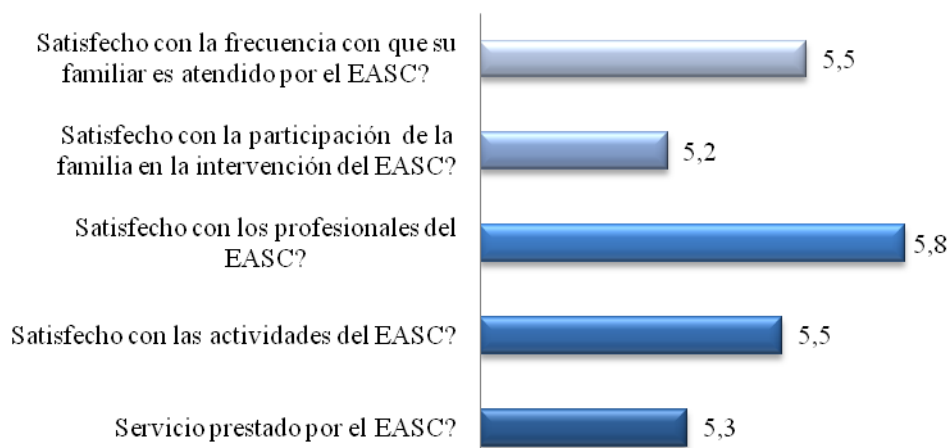 Satisfecho con la frecuencia con que su
familiar es atendido por el EASC?
5,5
Satisfecho con la participación de la
familia en la intervención del EASC?
5,2
Satisfecho con los profesionales del
EASC?
5,8
Satisfecho con las actividades del EASC?
5,5
Servicio prestado por el EASC?
5,3